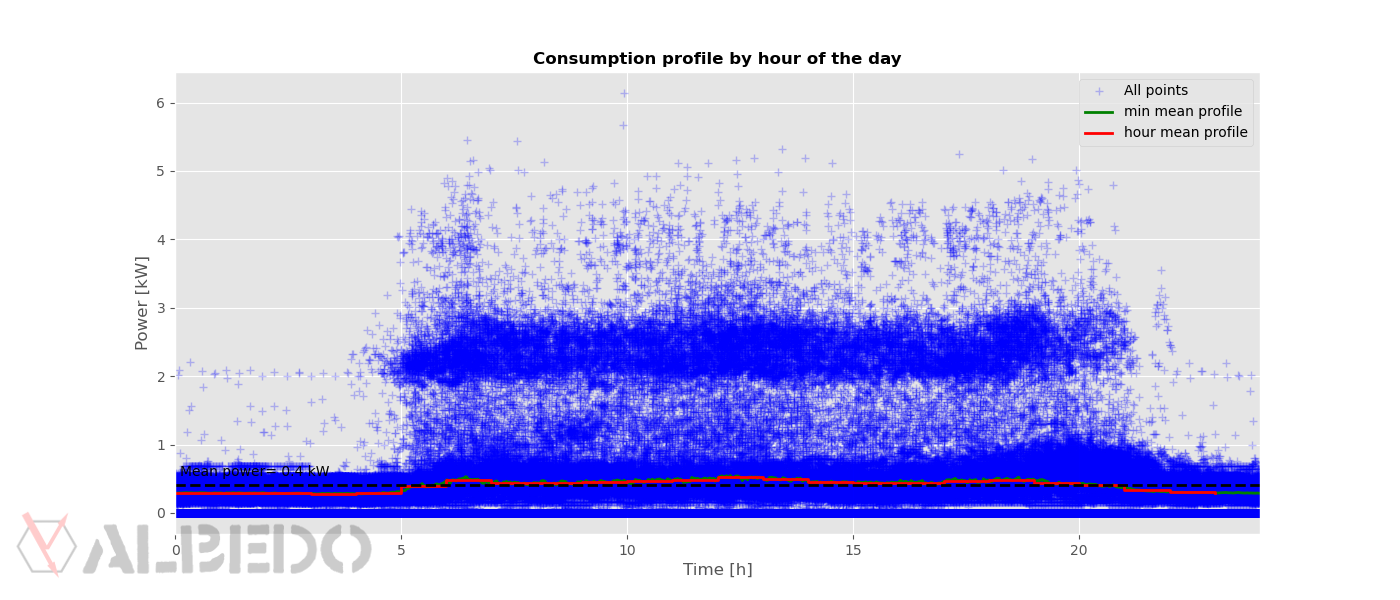 Consumption profile by hour of the day
All points
min mean profile
hour mean profile
Power [kW]
6
5
4
3
2
1
0
Mean power= 0.4 kW
0
5
10
15
20
Time [h]
ALBEDO